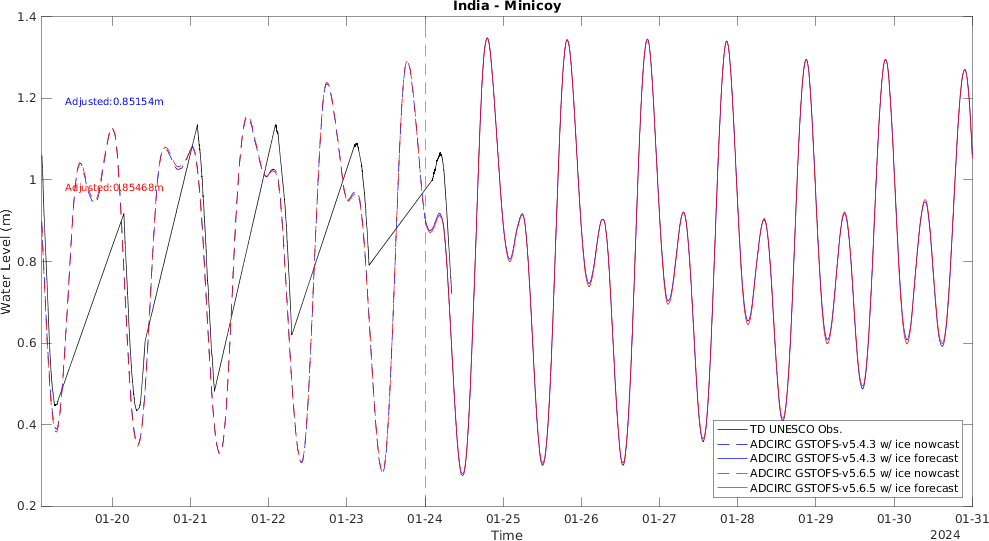 India - Minicoy
1.4
1.2
1
0.8
0.6
0.4
0.2
Water Level (m)
Adjusted:0.85154m
Adjusted:0.85468m
TD UNESCO Obs.
ADCIRC GSTOFS-v5.4.3 w/ ice nowcast
ADCIRC GSTOFS-v5.4.3 w/ ice forecast
ADCIRC GSTOFS-v5.6.5 w/ ice nowcast
ADCIRC GSTOFS-v5.6.5 w/ ice forecast
01-20 01-21 01-22 01-23 01-24 01-25 01-26 01-27 01-28 01-29 01-30 01-31
Time
2024